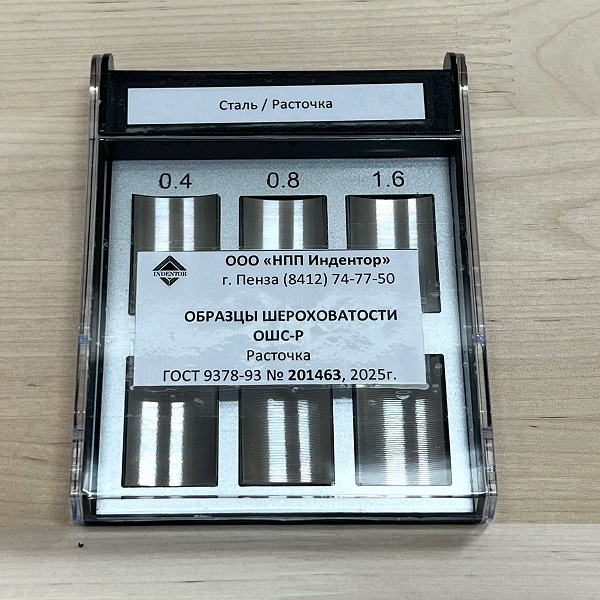 Сталь / Расточка
0.4 0.8 1.6
INDENTOR
ООО «НПП Индентор»
г. Пенза (8412) 74-77-50
ОБРАЗЦЫ ШЕРОХОВАТОСТИ
ОШС-Р
Расточка
ГОСТ 9378-93 № 201463, 2025г.